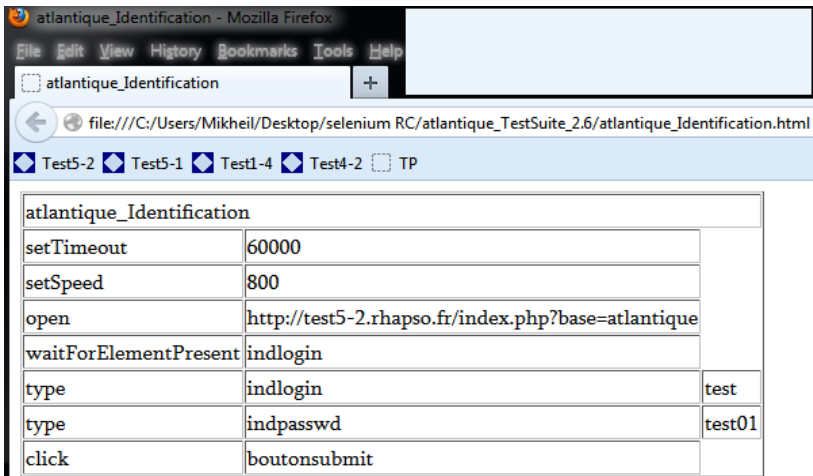 atlantique_Identification - Mozilla Firefox
File Edit View History Bookmarks Tools Help
atlantique_Identification +
file:///C:/Users/Mikheil/Desktop/selenium RC/atlantique_TestSuite_2.6/atlantique_Identification.html
Test5-2 Test5-1 Test1-4 Test4-2 TP
atlantique_Identification
setTimeout 60000
setSpeed 800
open http://test5-2.rhapso.fr/index.php?base=atlantique
waitForElementPresent indlogin
type indlogin test
type indpasswd test01
click boutonsubmit